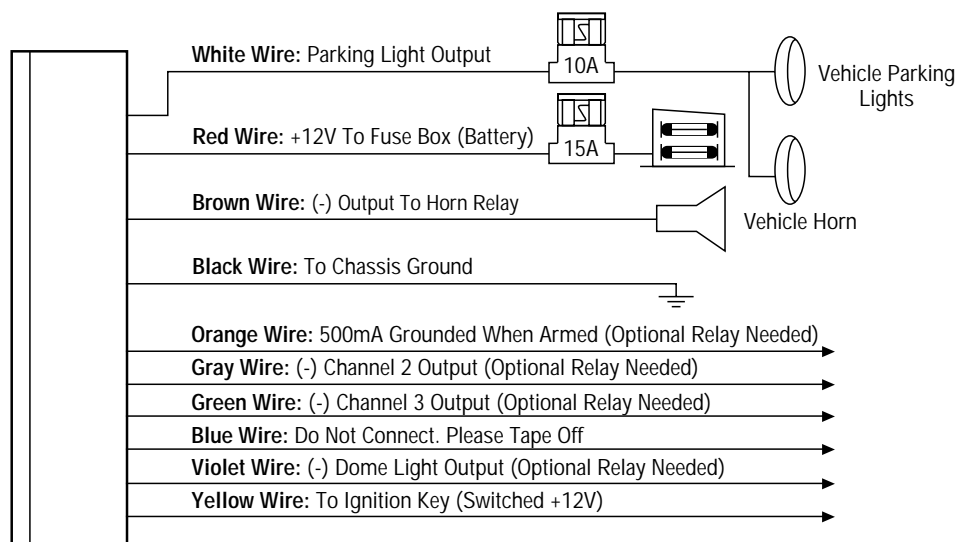 White Wire: Parking Light Output
10A
Vehicle Parking
Lights
Red Wire: +12V To Fuse Box (Battery)
15A
Brown Wire: (-) Output To Horn Relay
Vehicle Horn
Black Wire: To Chassis Ground
Orange Wire: 500mA Grounded When Armed (Optional Relay Needed)
Gray Wire: (-) Channel 2 Output (Optional Relay Needed)
Green Wire: (-) Channel 3 Output (Optional Relay Needed)
Blue Wire: Do Not Connect. Please Tape Off
Violet Wire: (-) Dome Light Output (Optional Relay Needed)
Yellow Wire: To Ignition Key (Switched +12V)